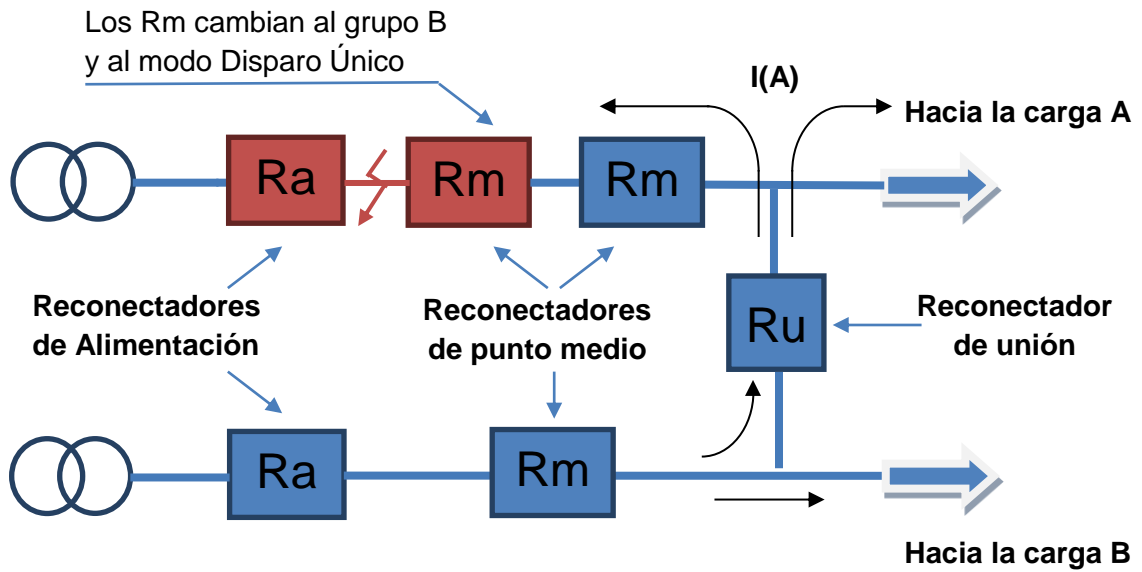 Los Rm cambian al grupo B
y al modo Disparo Único
I(A)
Hacia la carga A
Ra
Rm
Rm
Reconectadores
de Alimentación
Reconectadores
de punto medio
Ru
Reconectador
de unión
Ra
Rm
Hacia la carga B